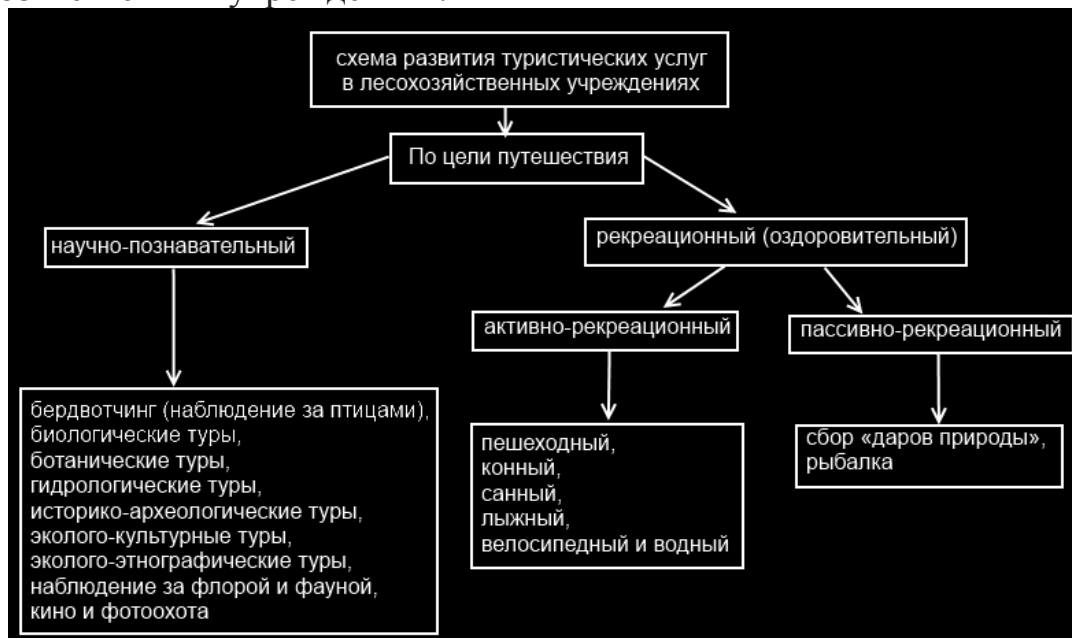 схема развития туристических услуг
в лесохозяйственных учреждениях
По цели путешествия
научно-познавательный
рекреационный (оздоровительный)
активно-рекреационный
пассивно-рекреационный
бердвотчинг (наблюдение за птицами),
биологические туры,
ботанические туры,
гидрологические туры,
историко-археологические туры,
эколого-культурные туры,
эколого-этнографические туры,
наблюдение за флорой и фауной,
кино и фотоохота
пешеходный,
конный,
санный,
лыжный,
велосипедный и водный
сбор «даров природы»,
рыбалка